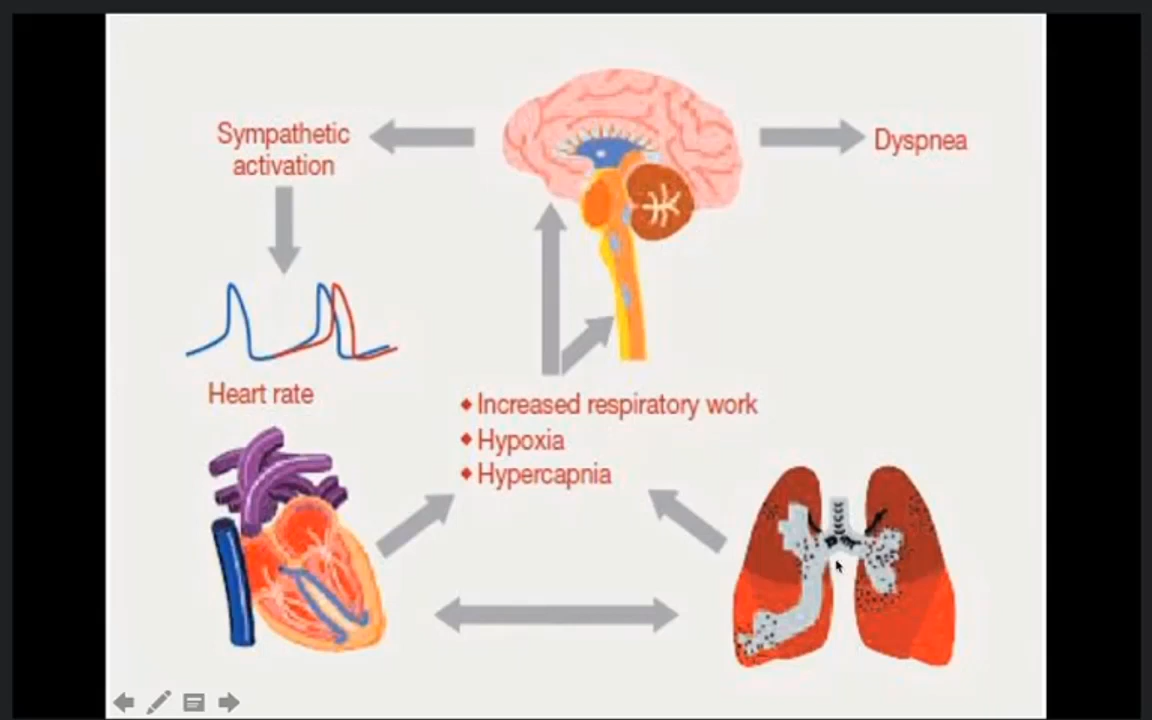 Sympathetic
activation
Dyspnea
Heart rate
Increased respiratory work
Hypoxia
Hypercapnia